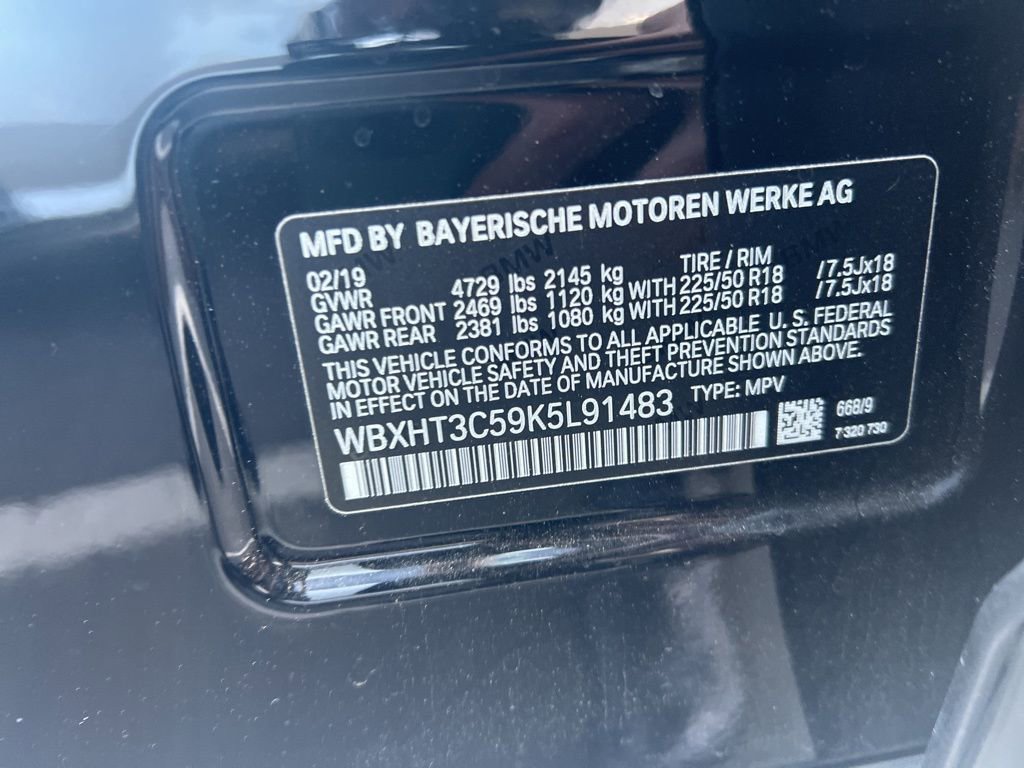 MFD BY BAYERISCHE MOTOREN WERKE AG
02/19 TIRE / RIM
GVWR 4729 lbs 2145 kg
GAWR FRONT 2469 lbs 1120 kg WITH 225/50 R18 /7.5Jx18
GAWR REAR 2381 lbs 1080 kg WITH 225/50 R18 /7.5Jx18
THIS VEHICLE CONFORMS TO ALL APPLICABLE U. S. FEDERAL
MOTOR VEHICLE SAFETY AND THEFT PREVENTION STANDARDS
IN EFFECT ON THE DATE OF MANUFACTURE SHOWN ABOVE.
WBXHT3C59K5L91483 TYPE: MPV
668/9
7 320 730